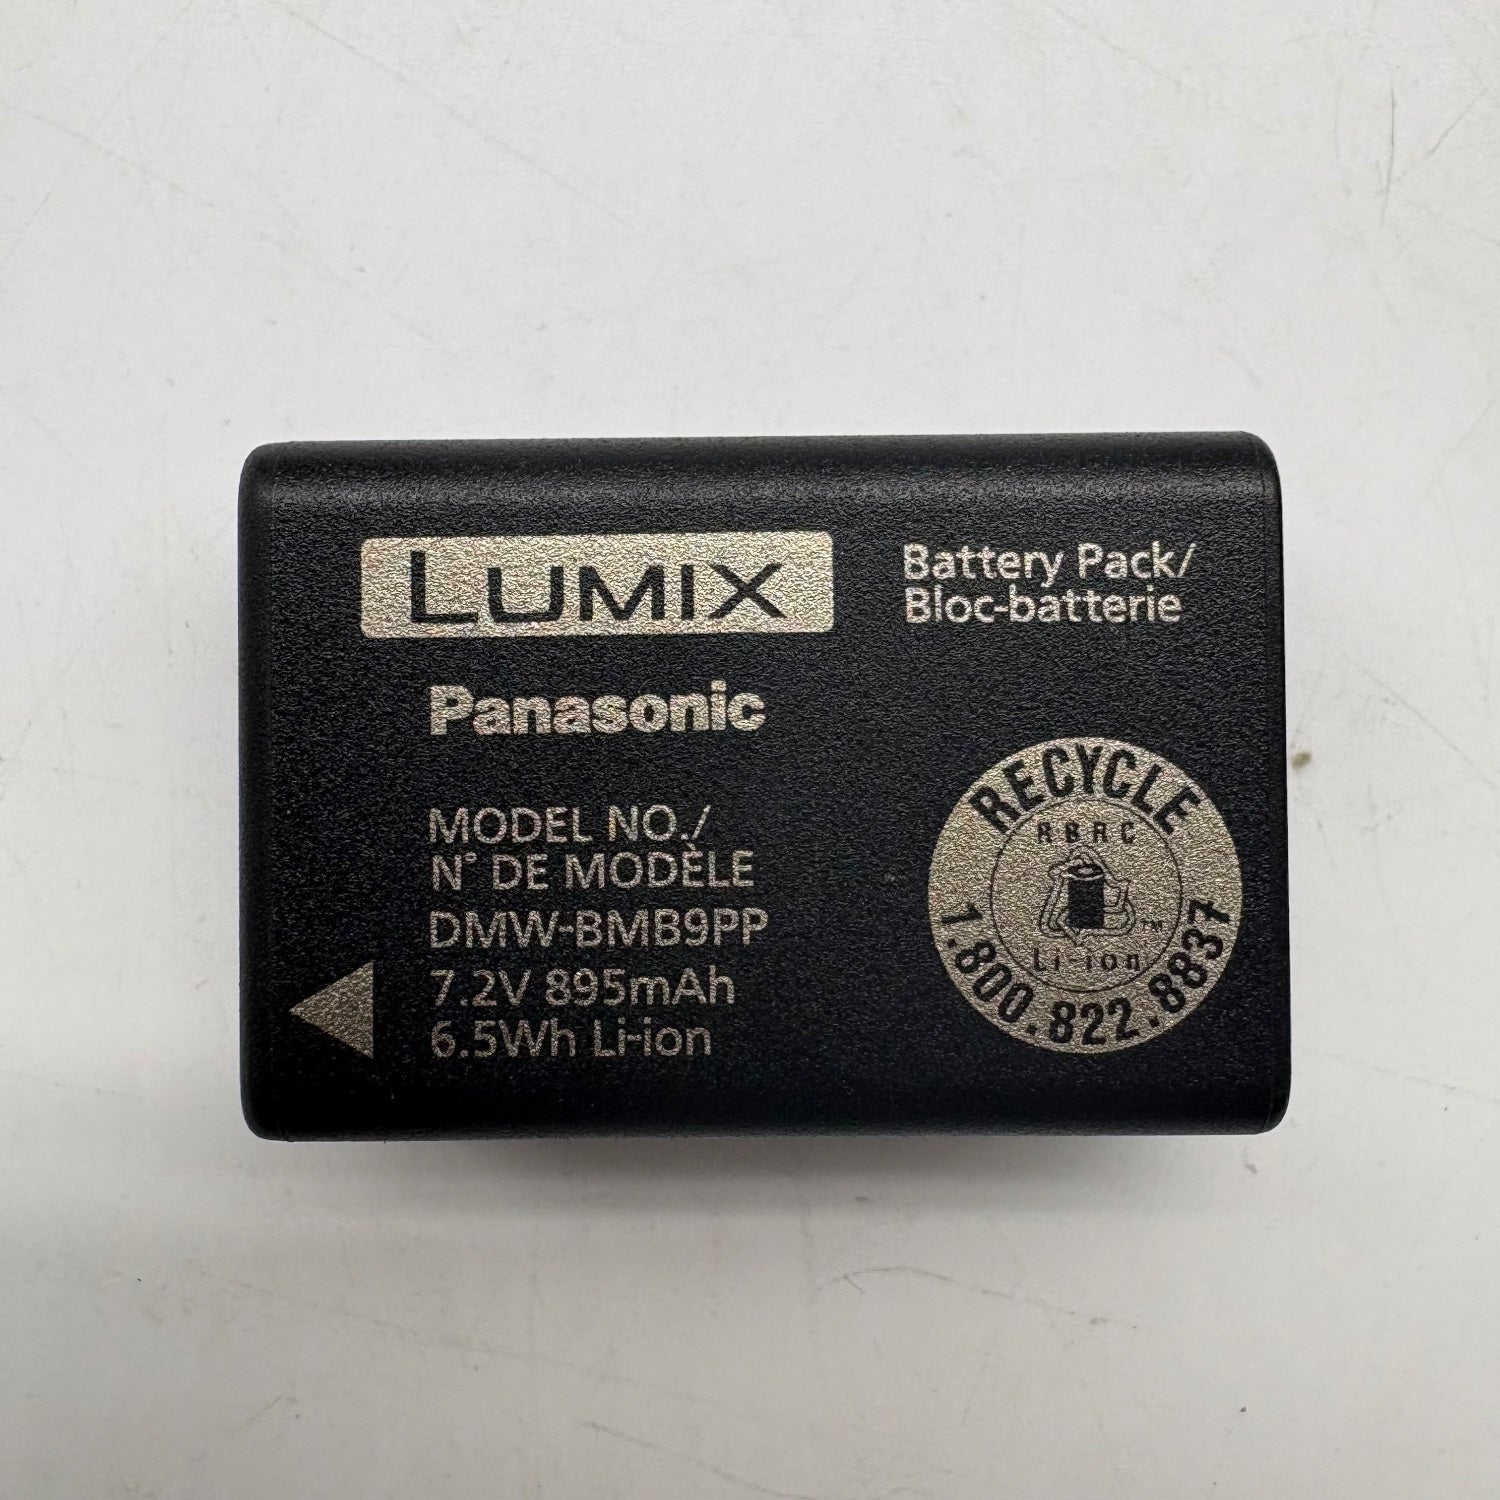 LUMIX
Battery Pack/
Bloc-batterie
Panasonic
MODEL NO./
N° DE MODÈLE
DMW-BMB9PP
7.2V 895mAh
6.5Wh Li-ion
RECYCLE
RBRC
TM
Li-ion
1.800.822.8837